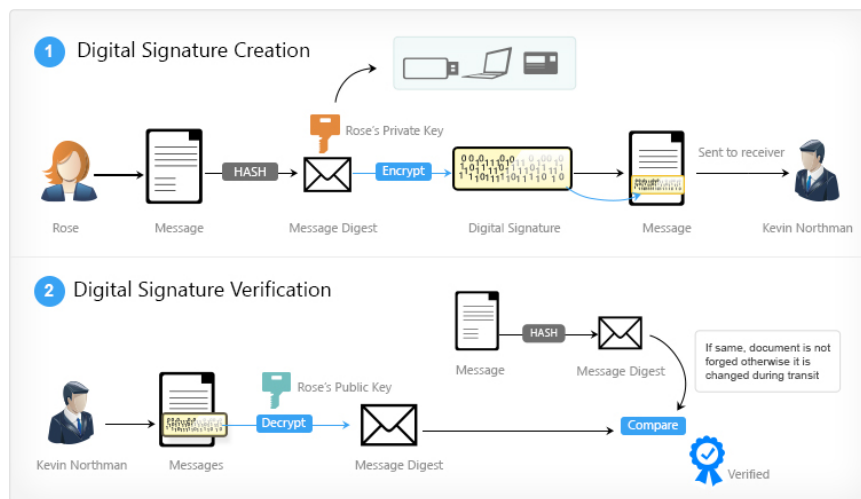 1 Digital Signature Creation
Rose's Private Key
HASH
Encrypt
Sent to receiver
Rose
Message
Message Digest
Digital Signature
Message
Kevin Northman
2 Digital Signature Verification
HASH
Message
Message Digest
If same, document is not
forged otherwise it is
changed during transit
Rose's Public Key
Decrypt
Compare
Kevin Northman
Messages
Message Digest
Verified